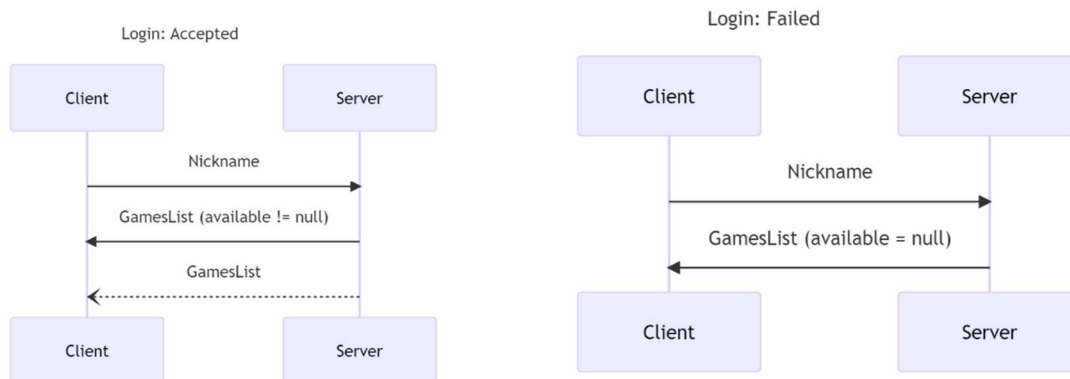 Login: Accepted
Client
Server
Nickname
GamesList (available != null)
GamesList
Client
Server
Login: Failed
Client
Server
Nickname
GamesList (available = null)
Client
Server